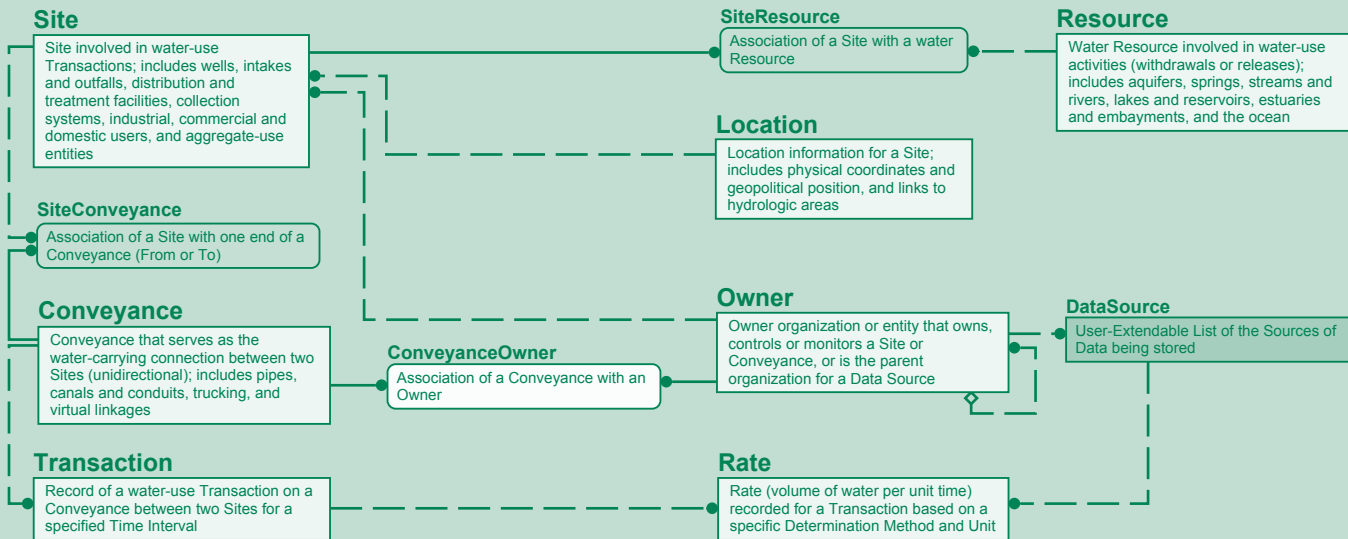 Site
Site involved in water-use
Transactions; includes wells, intakes
and outfalls, distribution and
treatment facilities, collection
systems, industrial, commercial and
domestic users, and aggregate-use
entities
SiteResource
Association of a Site with a water
Resource
Resource
Water Resource involved in water-use
activities (withdrawals or releases);
includes aquifers, springs, streams and
rivers, lakes and reservoirs, estuaries
and embayments, and the ocean
Location
Location information for a Site;
includes physical coordinates and
geopolitical position, and links to
hydrologic areas
SiteConveyance
Association of a Site with one end of a
Conveyance (From or To)
Conveyance
Conveyance that serves as the
water-carrying connection between two
Sites (unidirectional); includes pipes,
canals and conduits, trucking, and
virtual linkages
ConveyanceOwner
Association of a Conveyance with an
Owner
Owner
Owner organization or entity that owns,
controls or monitors a Site or
Conveyance, or is the parent
organization for a Data Source
DataSource
User-Extendable List of the Sources of
Data being stored
Transaction
Record of a water-use Transaction on a
Conveyance between two Sites for a
specified Time Interval
Rate
Rate (volume of water per unit time)
recorded for a Transaction based on a
specific Determination Method and Unit